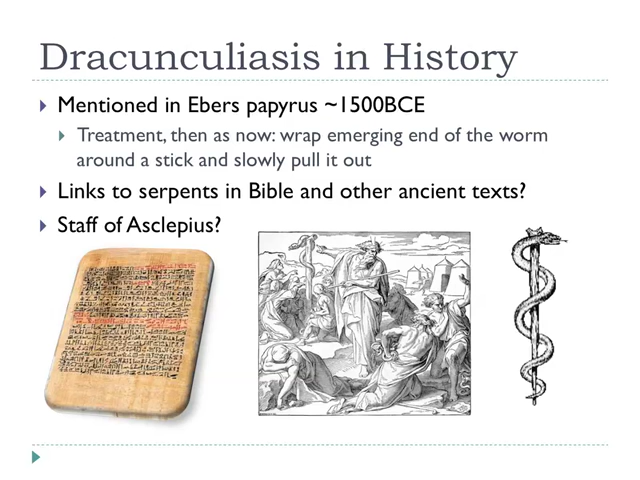 Dracunculiasis in History
Mentioned in Ebers papyrus ~1500BCE
Treatment, then as now: wrap emerging end of the worm
around a stick and slowly pull it out
Links to serpents in Bible and other ancient texts?
Staff of Asclepius?